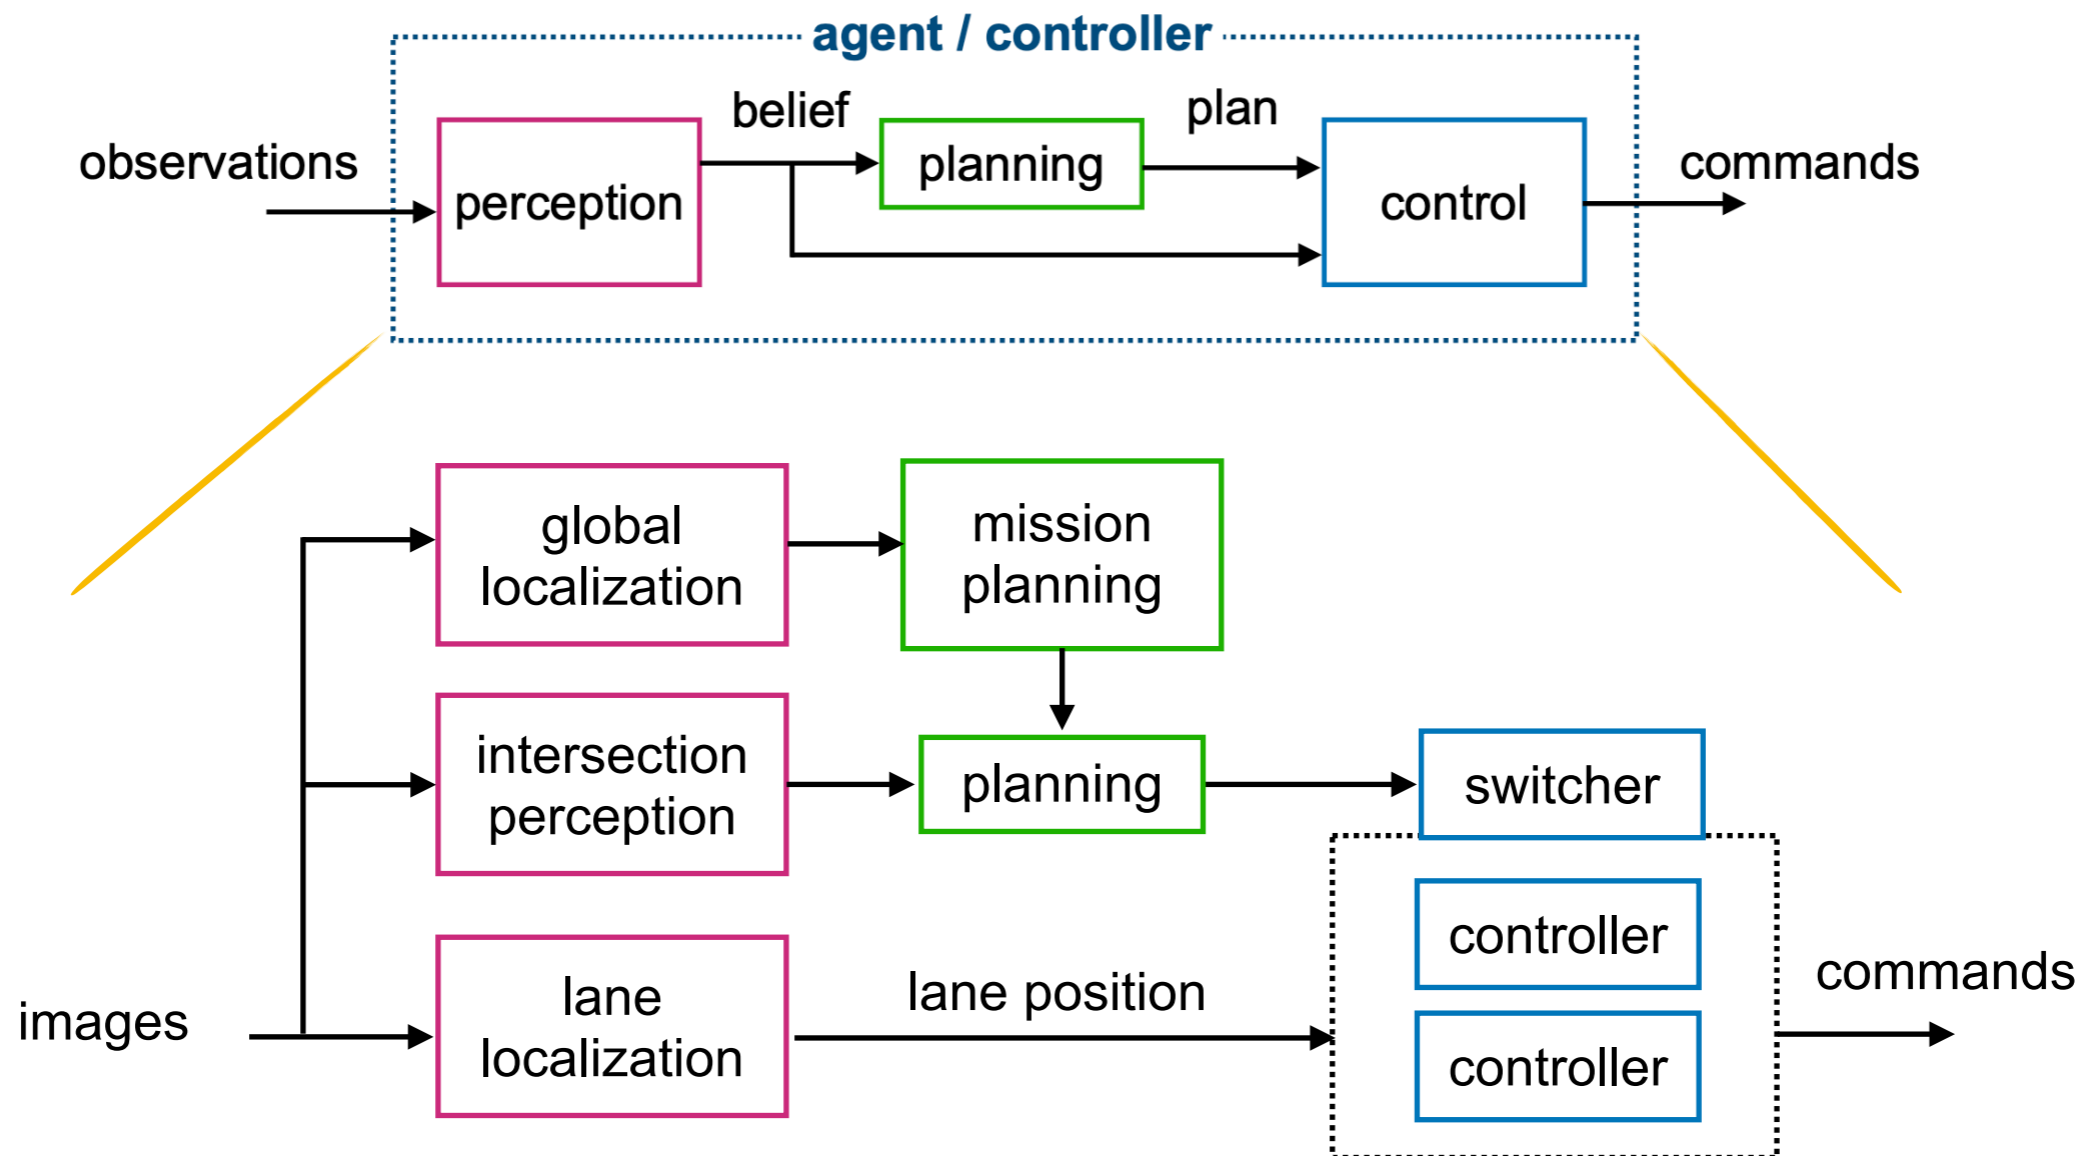 agent / controller
belief
plan
observations
perception
planning
control
commands
global
localization
mission
planning
intersection
perception
planning
switcher
images
lane
localization
lane position
controller
controller
commands